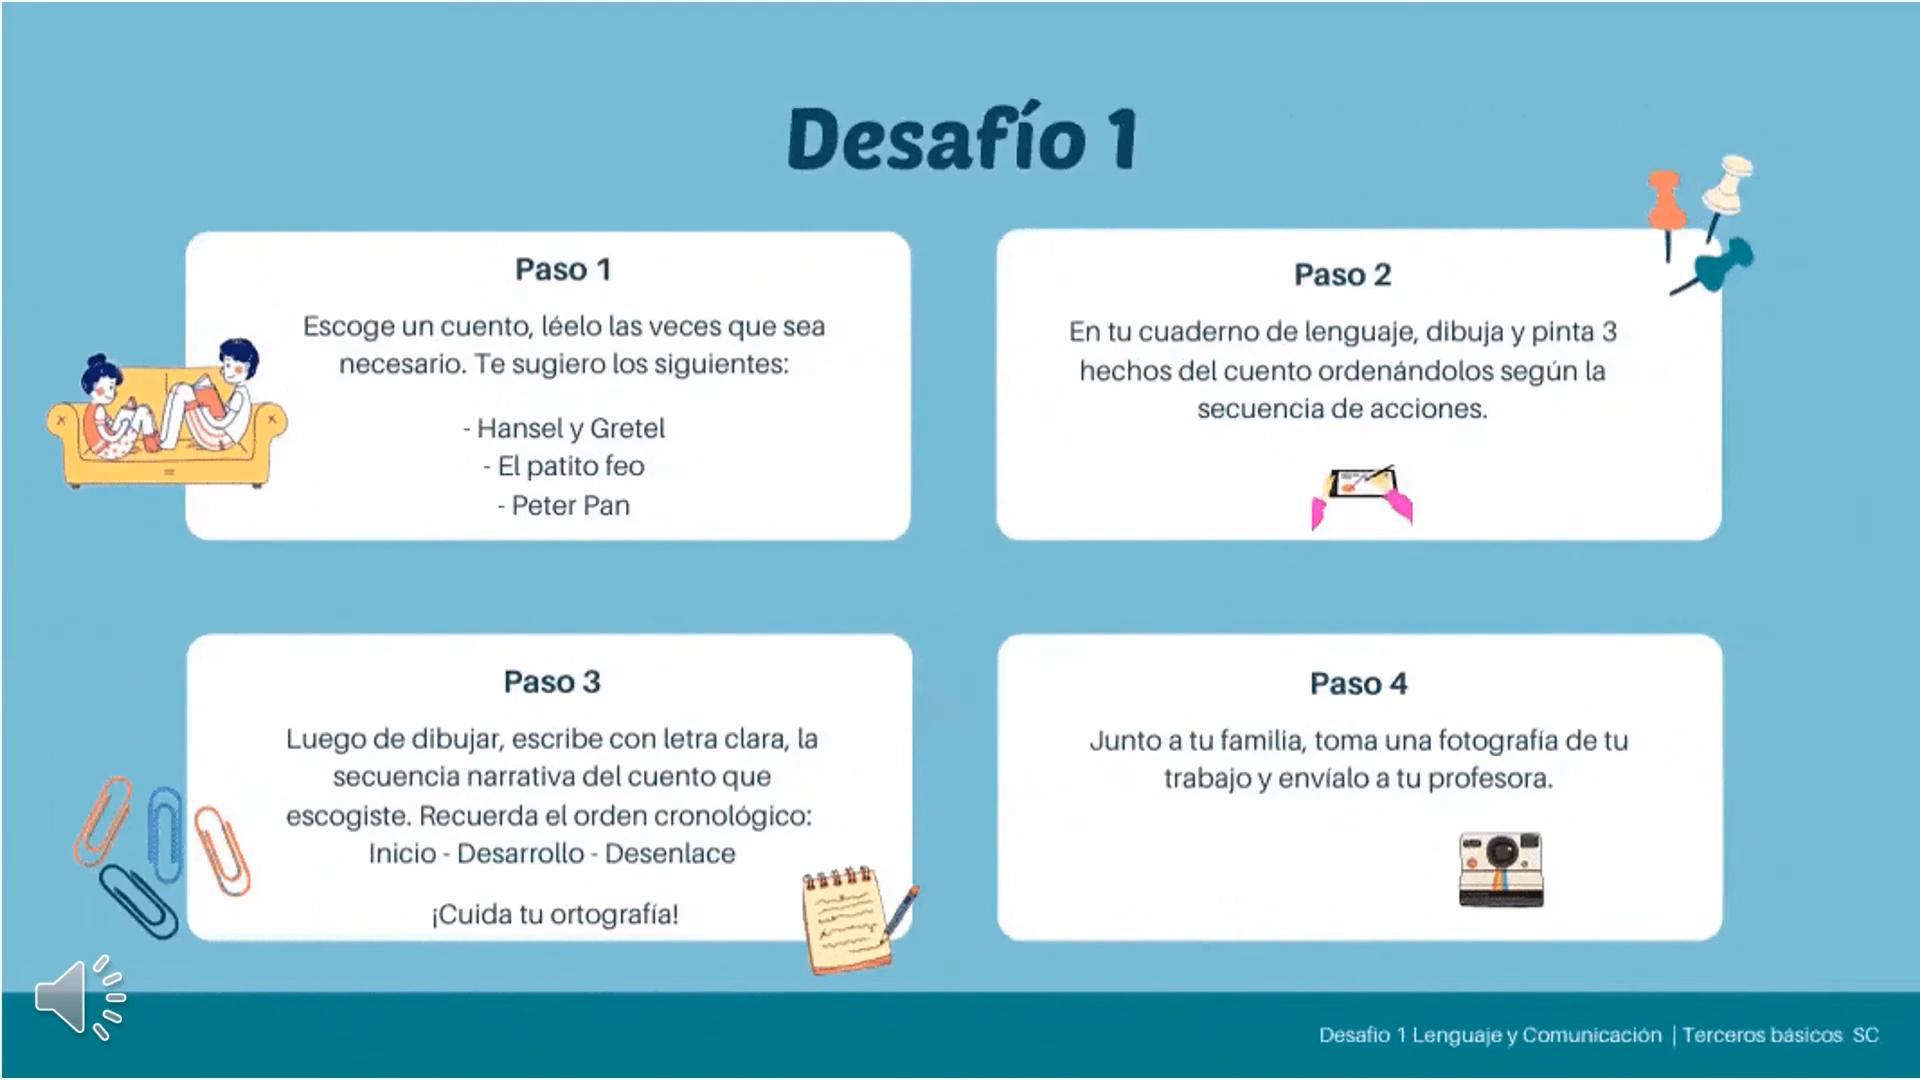 Desafío 1
Paso 1
Escoge un cuento, léelo las veces que sea
necesario. Te sugiero los siguientes:
- Hansel y Gretel
- El patito feo
- Peter Pan
Paso 2
En tu cuaderno de lenguaje, dibuja y pinta 3
hechos del cuento ordenándolos según la
secuencia de acciones.
Paso 3
Luego de dibujar, escribe con letra clara, la
secuencia narrativa del cuento que
escogiste. Recuerda el orden cronológico:
Inicio - Desarrollo - Desenlace
¡Cuida tu ortografía!
Paso 4
Junto a tu familia, toma una fotografía de tu
trabajo y envíalo a tu profesora.
Desafio 1 Lenguaje y Comunicación | Terceros básicos SC